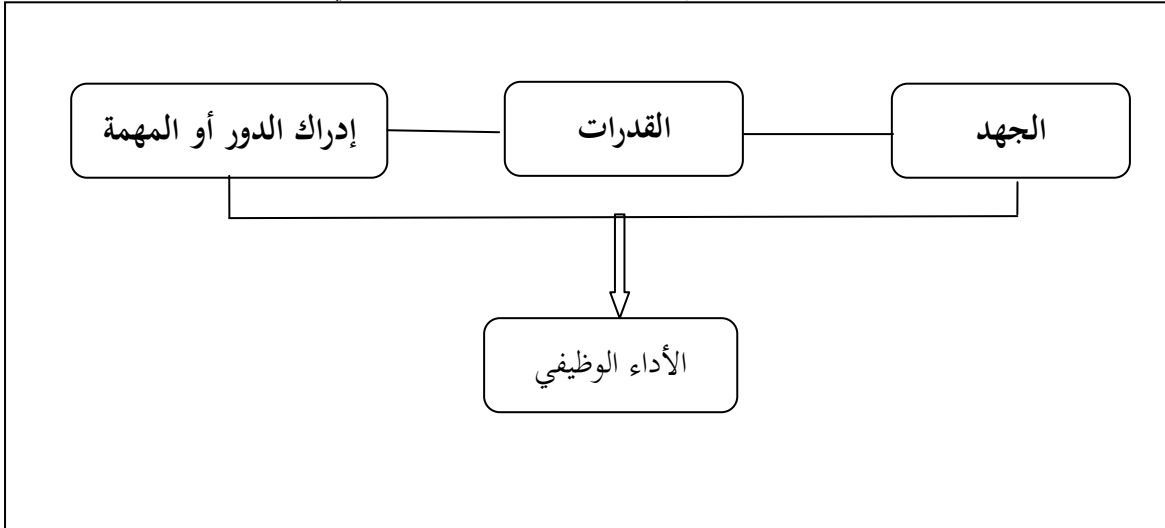 الجهد
القدرات
إدراك الدور أو المهمة
الأداء الوظيفي